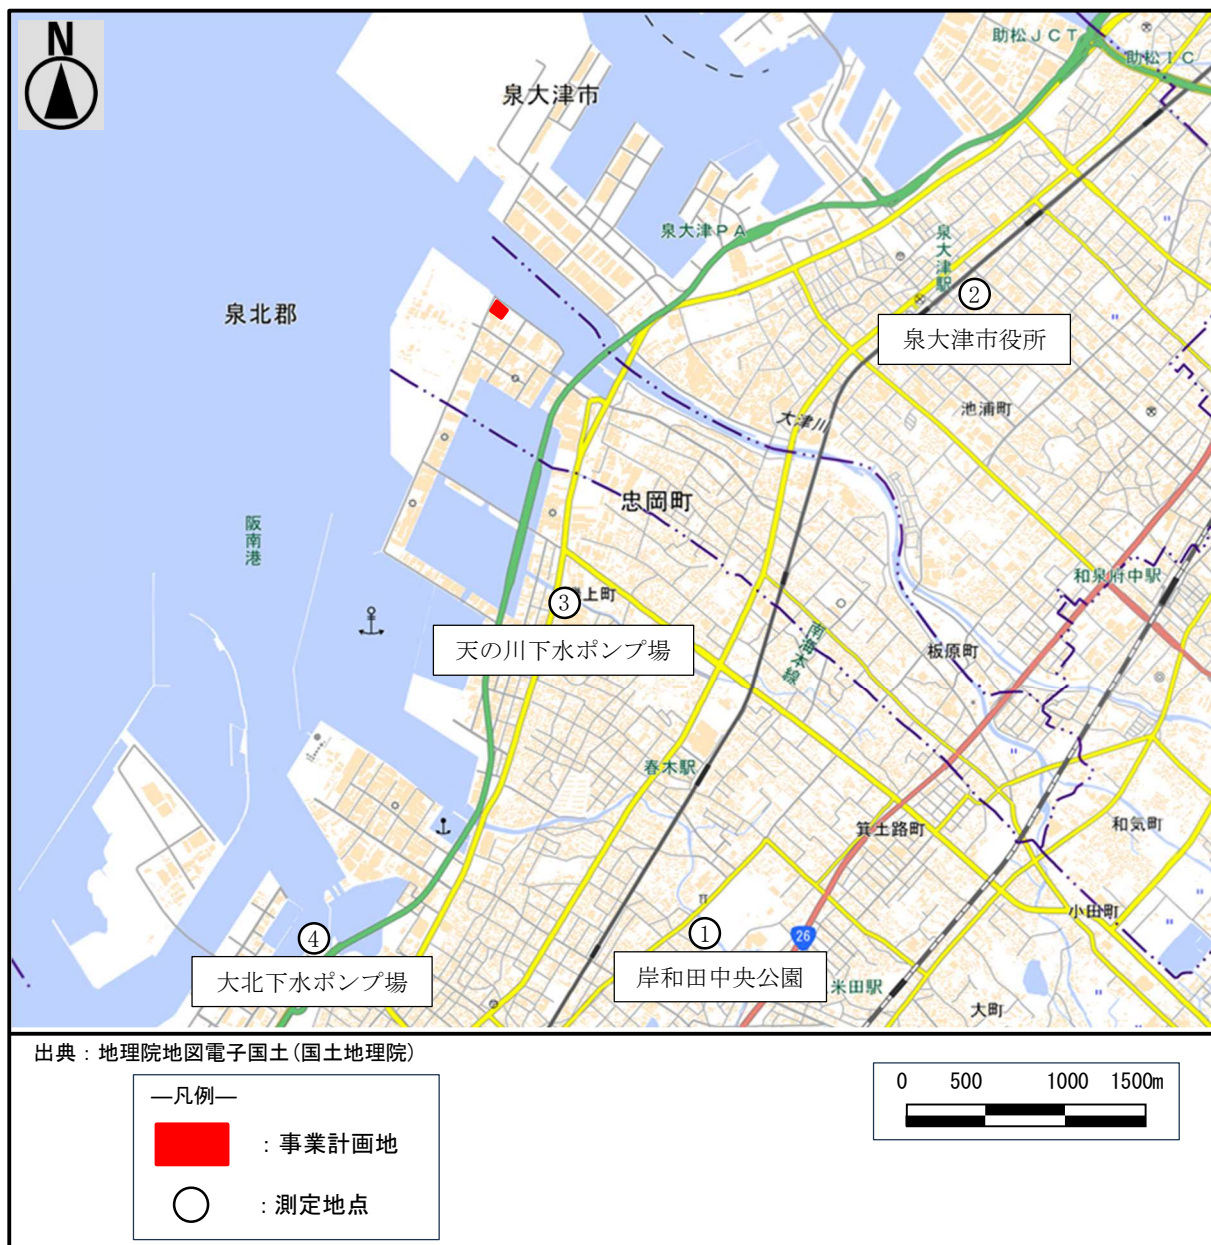 N
助松JCT
助松IC
泉大津市
泉大津PA
泉大津駅
②
泉北郡
泉大津市役所
池浦町
大津川
忠岡町
阪南港
和泉府中駅
③
上町
南海本線
板原町
天の川下水ポンプ場
春木駅
箕土路町
和気町
小田町
①
26
④
岸和田中央公園
大北下水ポンプ場
米田駅
大町
出典：地理院地図電子国土(国土地理院)
―凡例―
：事業計画地
：測定地点
0 500 1000 1500m